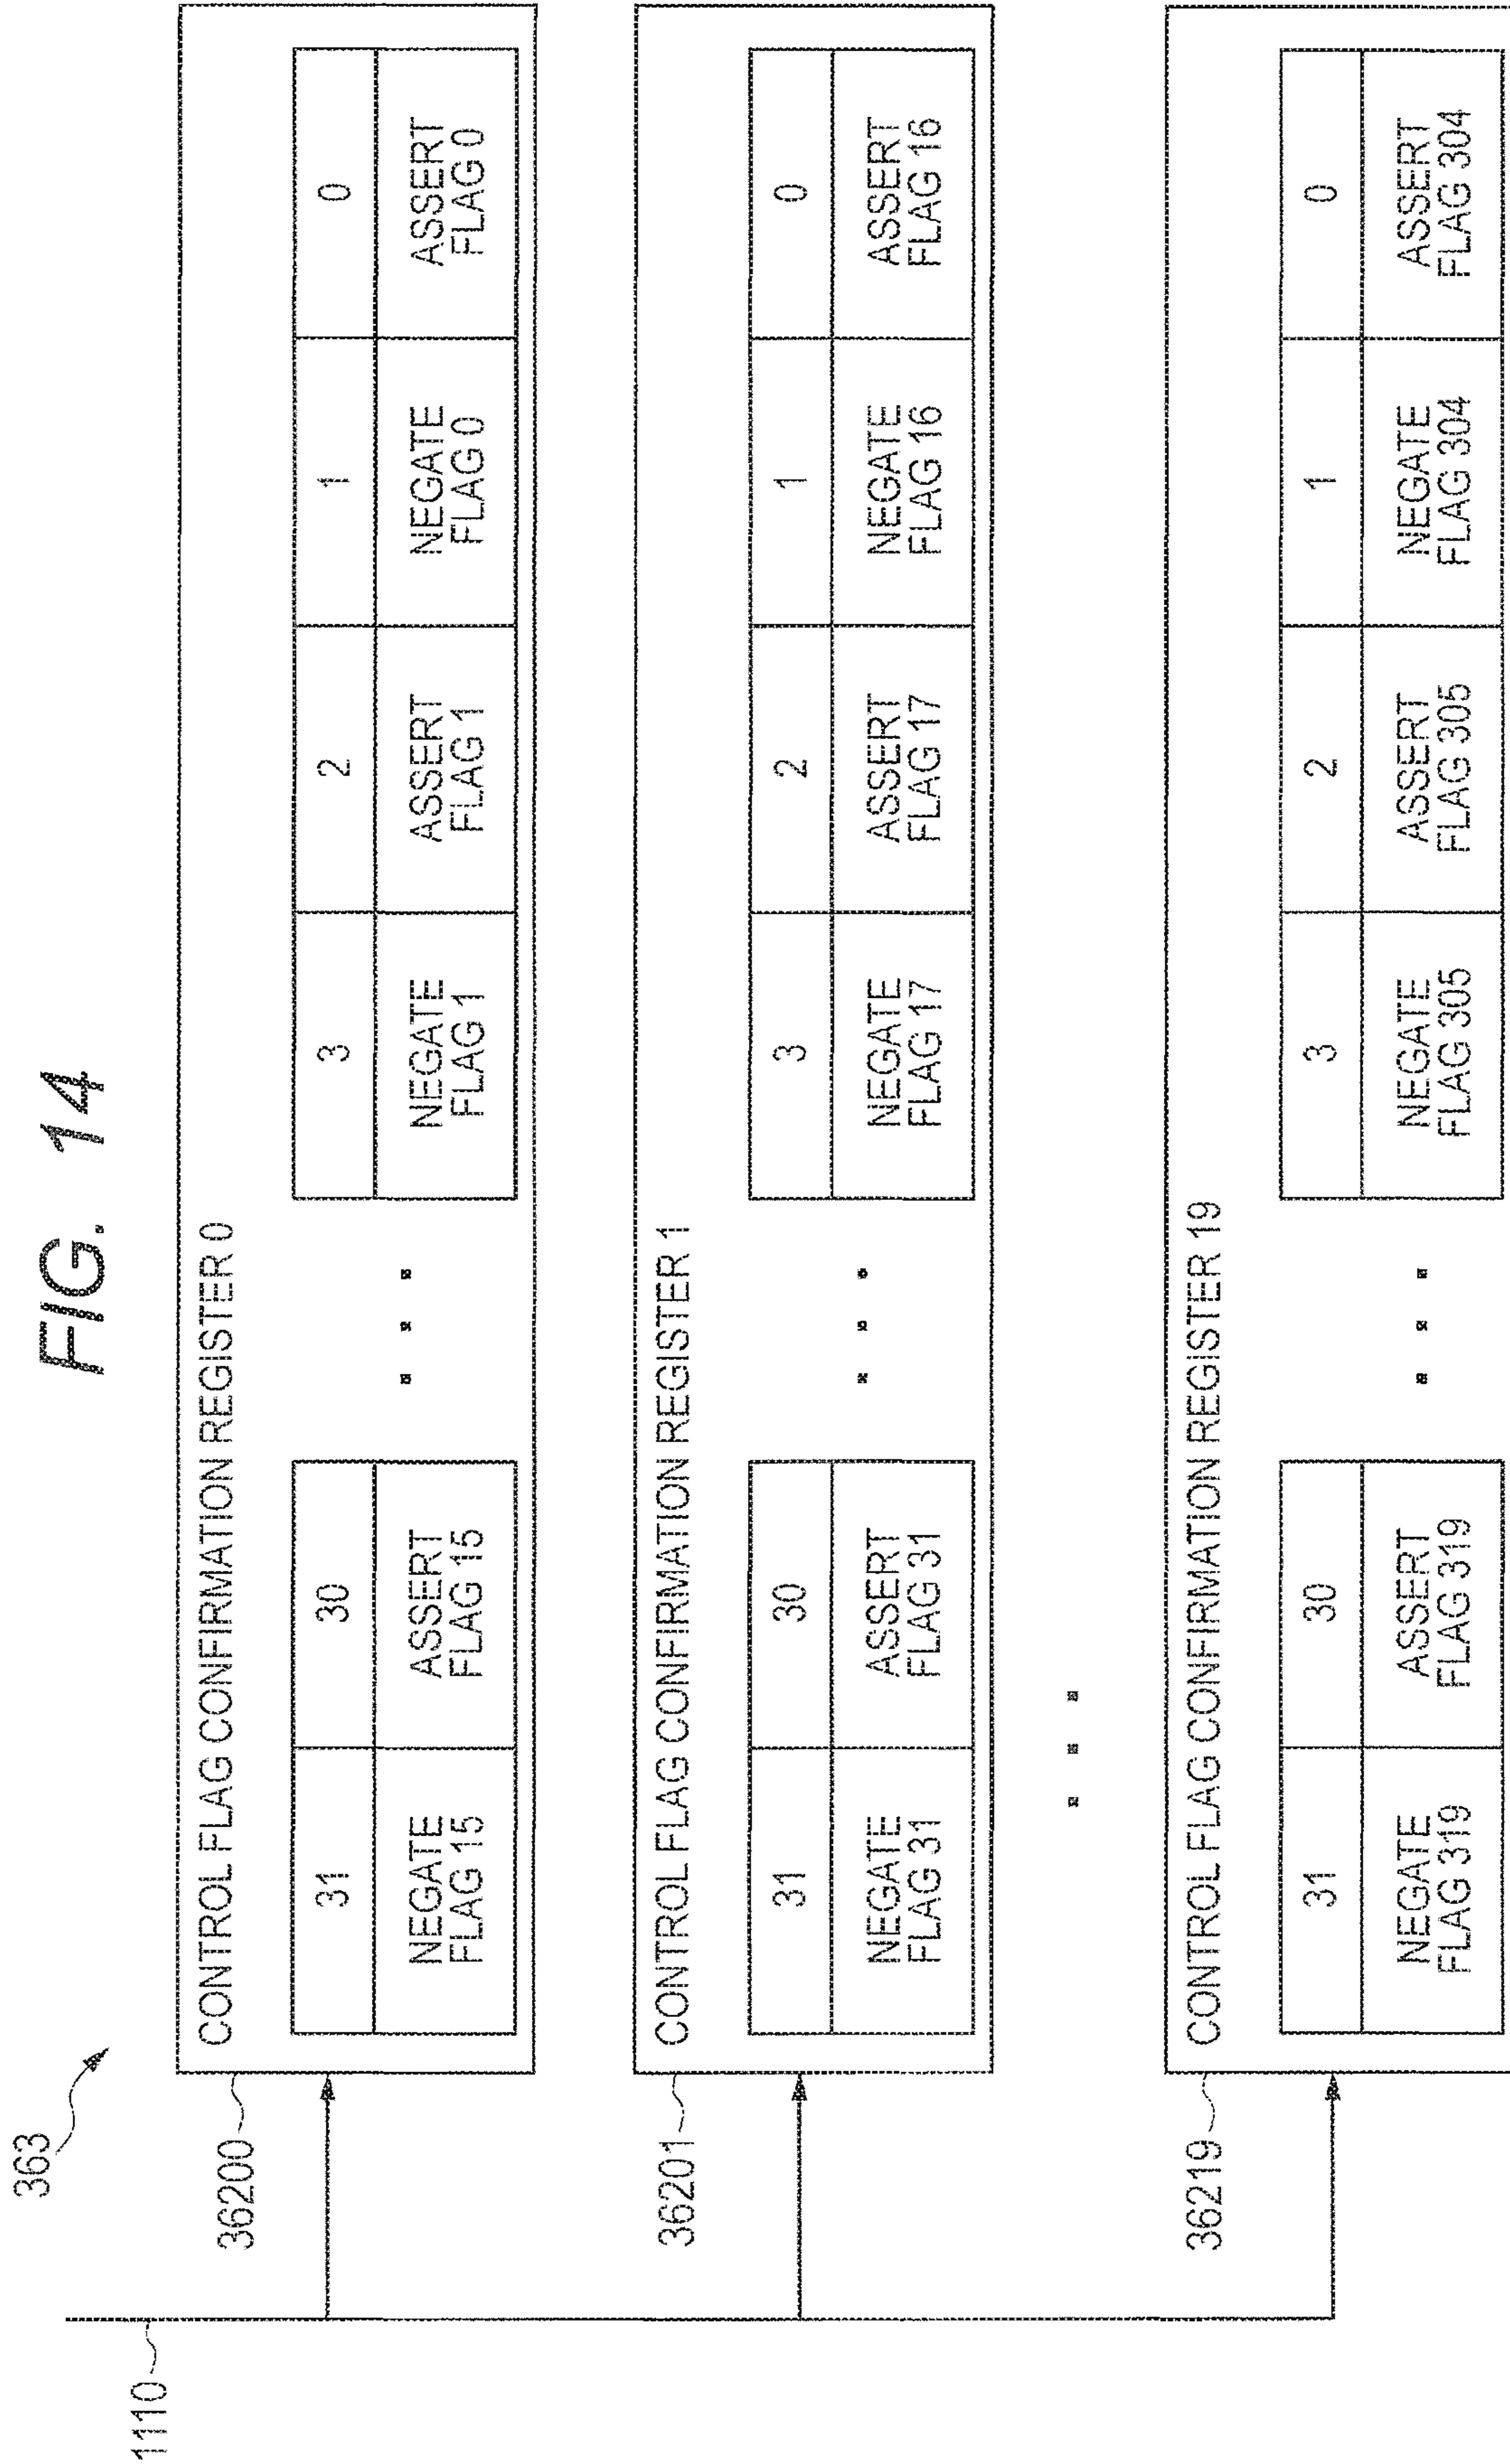 FIG. 14
363
1110
36200
CONTROL FLAG CONFIRMATION REGISTER 0
31
30
3
2
1
0
NEGATE
FLAG 15
ASSERT
FLAG 15
. . .
NEGATE
FLAG 1
ASSERT
FLAG 1
NEGATE
FLAG 0
ASSERT
FLAG 0
36201
CONTROL FLAG CONFIRMATION REGISTER 1
31
30
3
2
1
0
NEGATE
FLAG 31
ASSERT
FLAG 31
. . .
NEGATE
FLAG 17
ASSERT
FLAG 17
NEGATE
FLAG 16
ASSERT
FLAG 16
. . .
36219
CONTROL FLAG CONFIRMATION REGISTER 19
31
30
3
2
1
0
NEGATE
FLAG 319
ASSERT
FLAG 319
. . .
NEGATE
FLAG 305
ASSERT
FLAG 305
NEGATE
FLAG 304
ASSERT
FLAG 304